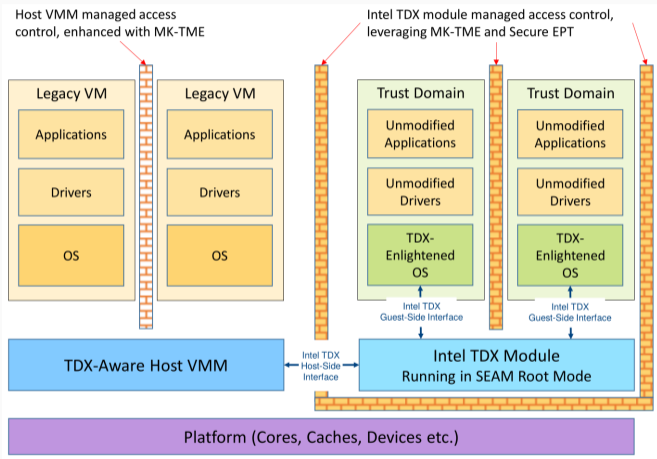 Host VMM managed access
control, enhanced with MK-TME
Intel TDX module managed access control,
leveraging MK-TME and Secure EPT
Legacy VM
Applications
Drivers
OS
Legacy VM
Applications
Drivers
OS
Trust Domain
Unmodified
Applications
Unmodified
Drivers
TDX-
Enlightened
OS
Trust Domain
Unmodified
Applications
Unmodified
Drivers
TDX-
Enlightened
OS
Intel TDX
Guest-Side Interface
Intel TDX
Guest-Side Interface
TDX-Aware Host VMM
Intel TDX
Host-Side
Interface
Intel TDX Module
Running in SEAM Root Mode
Platform (Cores, Caches, Devices etc.)